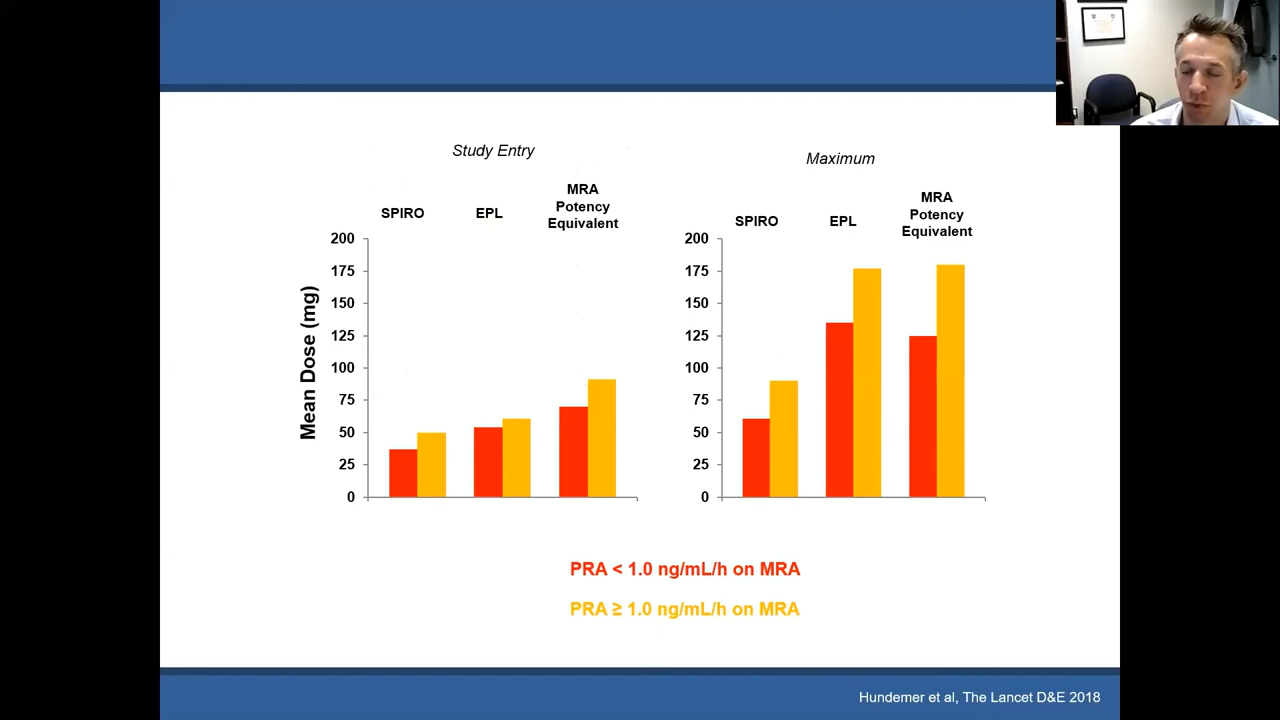 Study Entry
SPIRO
EPL
MRA
Potency
Equivalent
Mean Dose (mg)
200
175
150
125
100
75
50
25
0
Maximum
SPIRO
EPL
MRA
Potency
Equivalent
200
175
150
125
100
75
50
25
0
PRA < 1.0 ng/mL/h on MRA
PRA ≥ 1.0 ng/mL/h on MRA
Hundemer et al, The Lancet D&E 2018